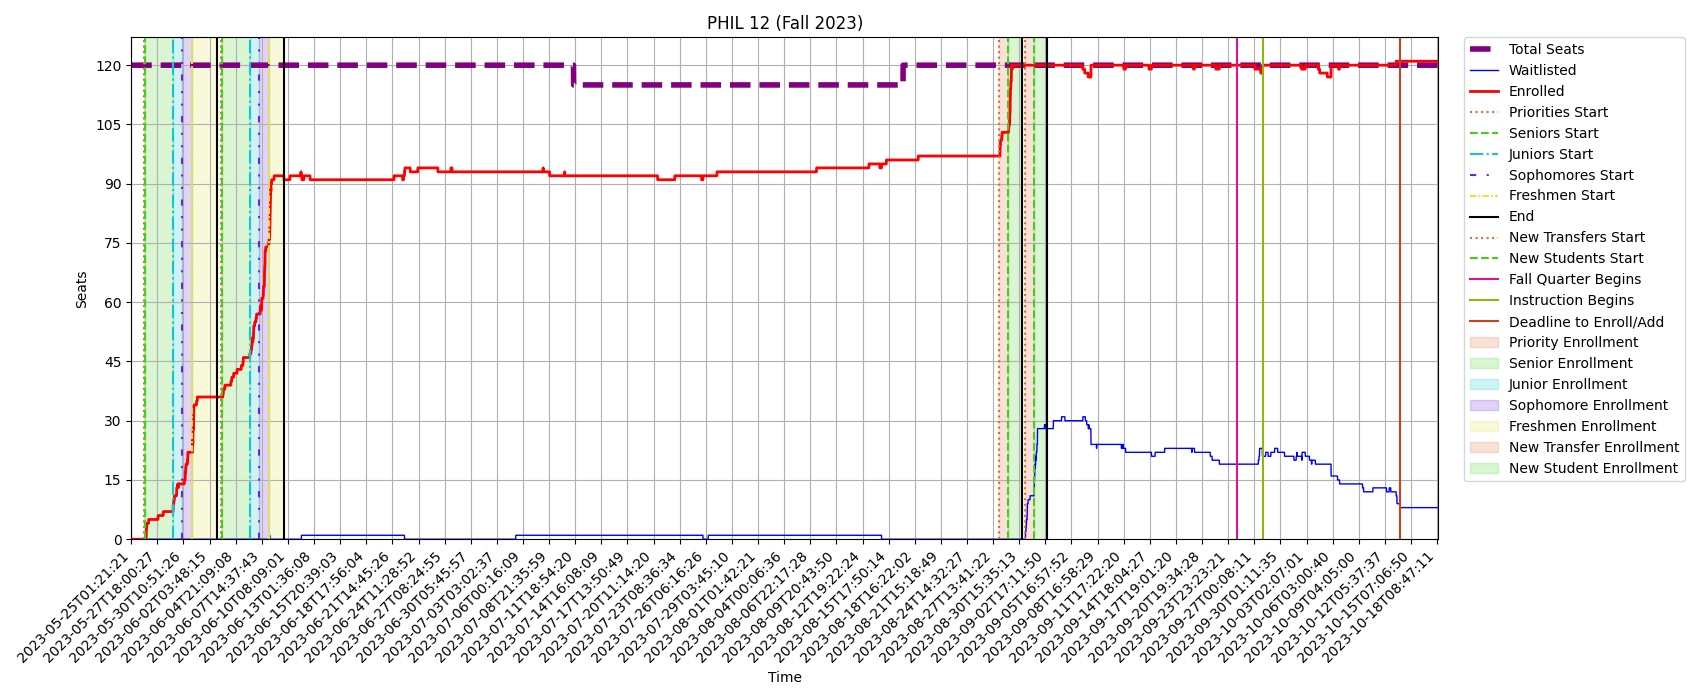 PHIL 12 (Fall 2023)
Seats
120
105
90
75
60
45
30
15
0
2023-05-25T01:21:21
2023-05-27T18:00:27
2023-05-30T10:51:26
2023-06-02T03:48:15
2023-06-04T21:09:08
2023-06-07T14:37:43
2023-06-10T08:09:01
2023-06-13T01:36:08
2023-06-15T20:39:03
2023-06-18T17:56:04
2023-06-21T14:45:26
2023-06-24T11:28:52
2023-06-27T08:24:55
2023-06-30T05:45:57
2023-07-03T03:02:37
2023-07-06T00:16:09
2023-07-08T21:35:59
2023-07-11T18:54:20
2023-07-14T16:08:09
2023-07-17T13:50:49
2023-07-20T11:14:20
2023-07-23T08:36:34
2023-07-26T06:16:26
2023-07-29T03:45:10
2023-08-01T01:42:21
2023-08-04T00:06:36
2023-08-06T22:17:28
2023-08-09T20:43:50
2023-08-12T19:22:24
2023-08-15T17:50:14
2023-08-18T16:22:02
2023-08-21T15:18:49
2023-08-24T14:32:27
2023-08-27T13:41:22
2023-08-30T15:35:13
2023-09-02T17:11:50
2023-09-05T16:57:52
2023-09-08T16:58:29
2023-09-11T17:22:20
2023-09-14T18:04:27
2023-09-17T19:01:20
2023-09-20T19:34:28
2023-09-23T23:23:21
2023-09-27T00:08:11
2023-09-30T01:11:35
2023-10-03T02:07:01
2023-10-06T03:00:40
2023-10-09T04:05:00
2023-10-12T05:37:37
2023-10-15T07:06:50
2023-10-18T08:47:11
Time
Total Seats
Waitlisted
Enrolled
Priorities Start
Seniors Start
Juniors Start
Sophomores Start
Freshmen Start
End
New Transfers Start
New Students Start
Fall Quarter Begins
Instruction Begins
Deadline to Enroll/Add
Priority Enrollment
Senior Enrollment
Junior Enrollment
Sophomore Enrollment
Freshmen Enrollment
New Transfer Enrollment
New Student Enrollment